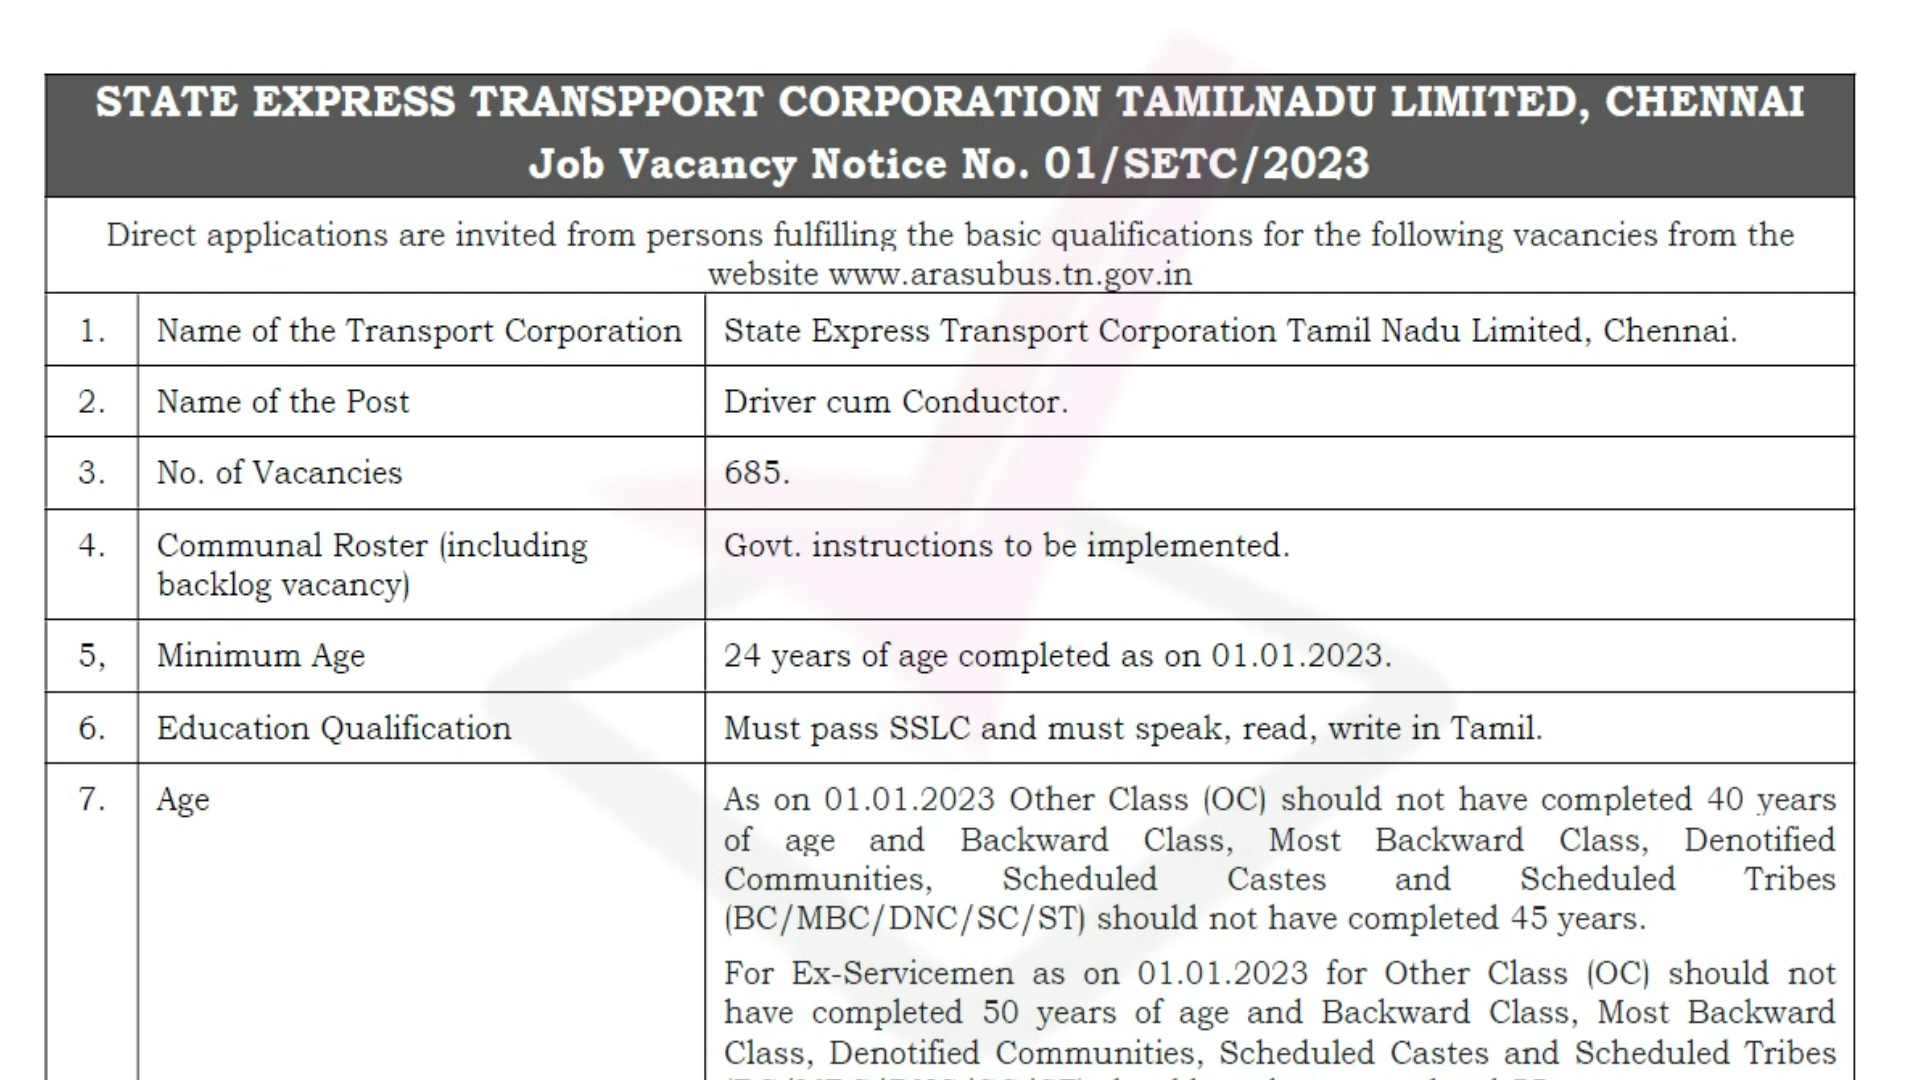 STATE EXPRESS TRANSPPORT CORPORATION TAMILNADU LIMITED, CHENNAI
Job Vacancy Notice No. 01/SETC/2023
Direct applications are invited from persons fulfilling the basic qualifications for the following vacancies from the
website www.arasubus.tn.gov.in
1. Name of the Transport Corporation State Express Transport Corporation Tamil Nadu Limited, Chennai.
2. Name of the Post Driver cum Conductor.
3. No. of Vacancies 685.
4. Communal Roster (including Govt. instructions to be implemented.
backlog vacancy)
5, Minimum Age 24 years of age completed as on 01.01.2023.
6. Education Qualification Must pass SSLC and must speak, read, write in Tamil.
7. Age As on 01.01.2023 Other Class (OC) should not have completed 40 years
of age and Backward Class, Most Backward Class, Denotified
Communities, Scheduled Castes and Scheduled Tribes
(BC/MBC/DNC/SC/ST) should not have completed 45 years.
For Ex-Servicemen as on 01.01.2023 for Other Class (OC) should not
have completed 50 years of age and Backward Class, Most Backward
Class, Denotified Communities, Scheduled Castes and Scheduled Tribes